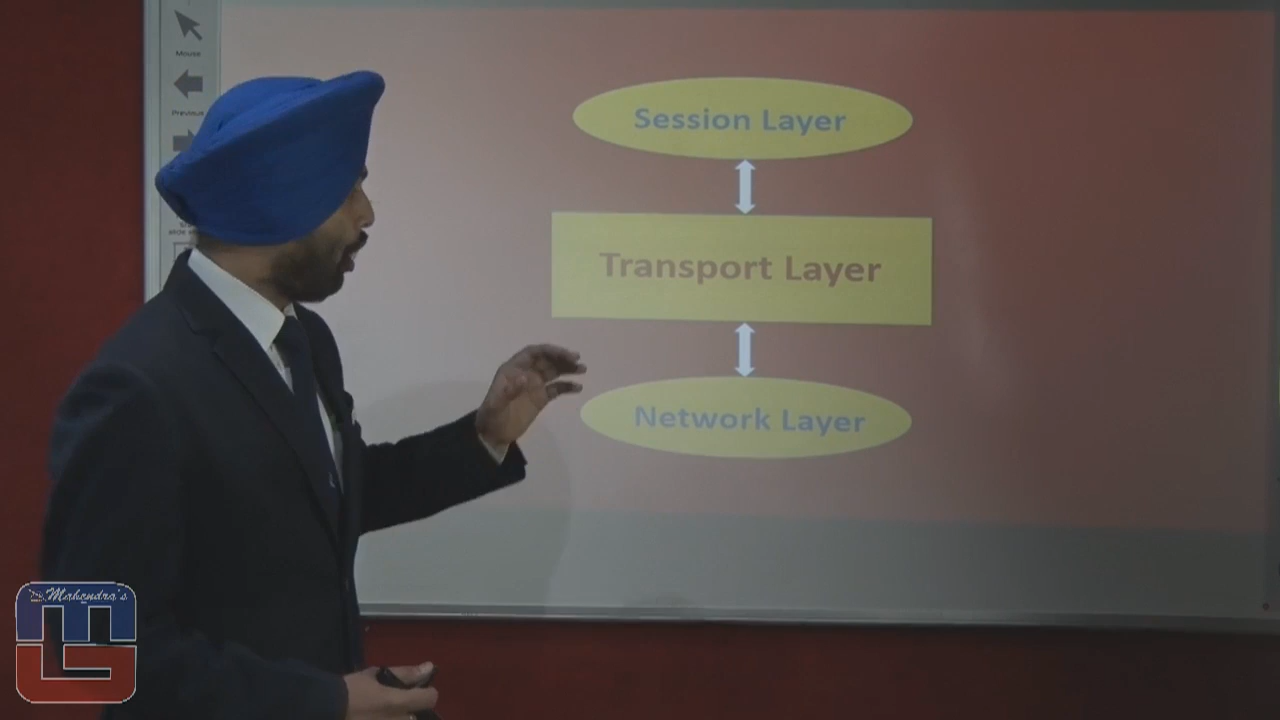 Mouse
Previous
Session Layer
Transport Layer
Network Layer
Mahendra's